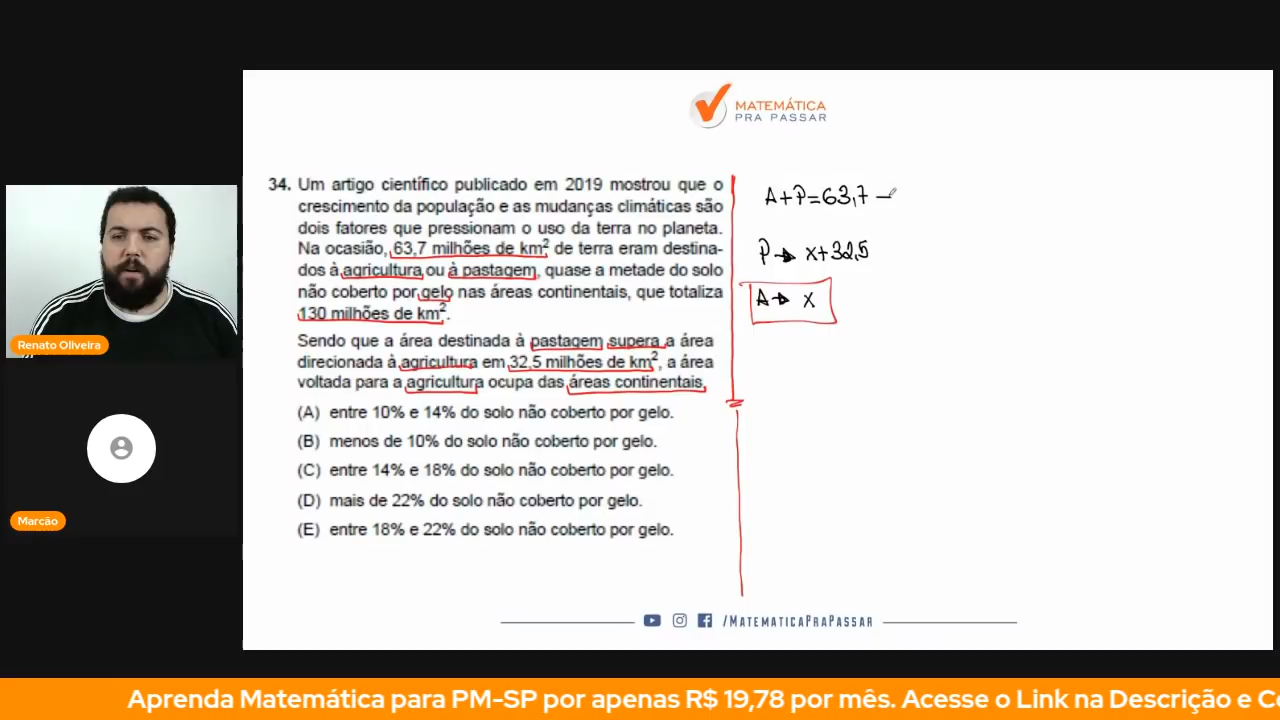 MATEMÁTICA
PRA PASSAR
34. Um artigo científico publicado em 2019 mostrou que o
crescimento da população e as mudanças climáticas são
dois fatores que pressionam o uso da terra no planeta.
Na ocasião, 63,7 milhões de km² de terra eram destina-
dos à agricultura ou à pastagem, quase a metade do solo
não coberto por gelo nas áreas continentais, que totaliza
130 milhões de km².
Sendo que a área destinada à pastagem supera a área
direcionada à agricultura em 32,5 milhões de km², a área
voltada para a agricultura ocupa das áreas continentais,
(A) entre 10% e 14% do solo não coberto por gelo.
(B) menos de 10% do solo não coberto por gelo.
(C) entre 14% e 18% do solo não coberto por gelo.
(D) mais de 22% do solo não coberto por gelo.
(E) entre 18% e 22% do solo não coberto por gelo.
A+P=63,7 –
P → x+32,5
A → x
Renato Oliveira
Marcão
/MATEMATICAPRAPASSAR
Aprenda Matemática para PM-SP por apenas R$ 19,78 por mês. Acesse o Link na Descrição e C